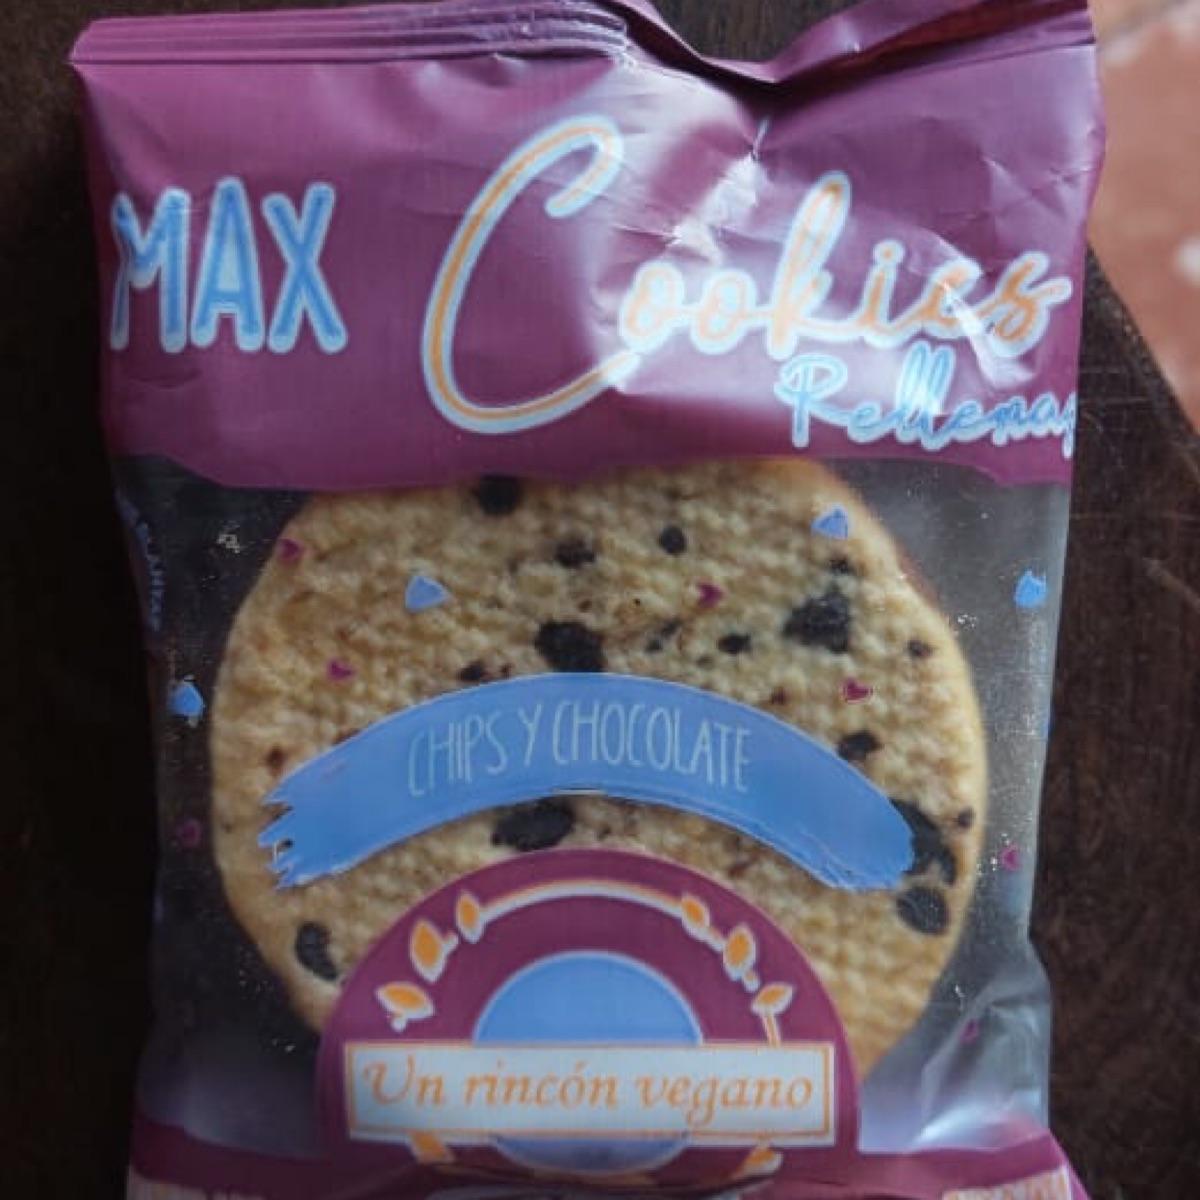 MAX Cookies
Rellenas
CHIPS Y CHOCOLATE
Un rincón vegano